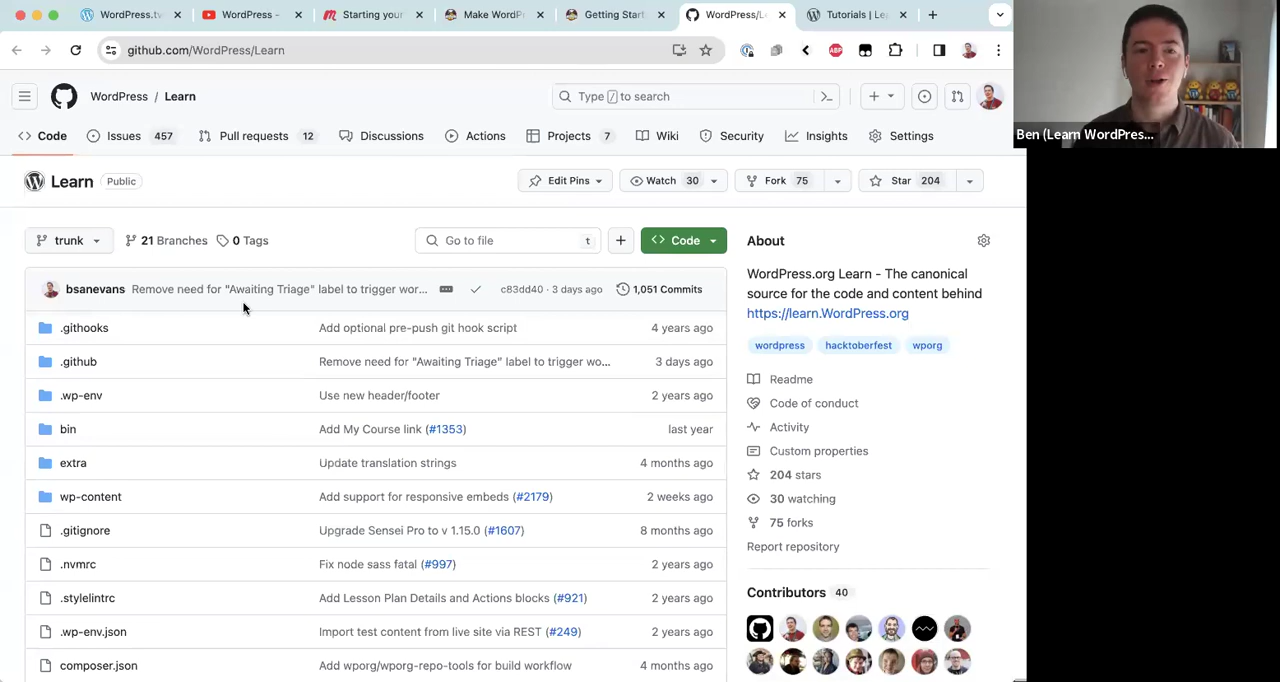 WordPress.tv
WordPress -
Starting your
Make WordPr
Getting Start
WordPress/L
Tutorials | Lea
github.com/WordPress/Learn
ABP
WordPress / Learn
Type / to search
Code
Issues 457
Pull requests 12
Discussions
Actions
Projects 7
Wiki
Security
Insights
Settings
Ben (Learn WordPres...
Learn Public
Edit Pins
Watch 30
Fork 75
Star 204
trunk
21 Branches
0 Tags
Go to file t
Code
About
WordPress.org Learn - The canonical
source for the code and content behind
https://learn.WordPress.org
wordpress hacktoberfest wporg
Readme
Code of conduct
Activity
Custom properties
204 stars
30 watching
75 forks
Report repository
Contributors 40
bsanevans Remove need for "Awaiting Triage" label to trigger wor... c83dd40 · 3 days ago 1,051 Commits
.githooks Add optional pre-push git hook script 4 years ago
.github Remove need for "Awaiting Triage" label to trigger wo... 3 days ago
.wp-env Use new header/footer 2 years ago
bin Add My Course link (#1353) last year
extra Update translation strings 4 months ago
wp-content Add support for responsive embeds (#2179) 2 weeks ago
.gitignore Upgrade Sensei Pro to v 1.15.0 (#1607) 8 months ago
.nvmrc Fix node sass fatal (#997) 2 years ago
.stylelintrc Add Lesson Plan Details and Actions blocks (#921) 2 years ago
.wp-env.json Import test content from live site via REST (#249) 2 years ago
composer.json Add wporg/wporg-repo-tools for build workflow 4 months ago